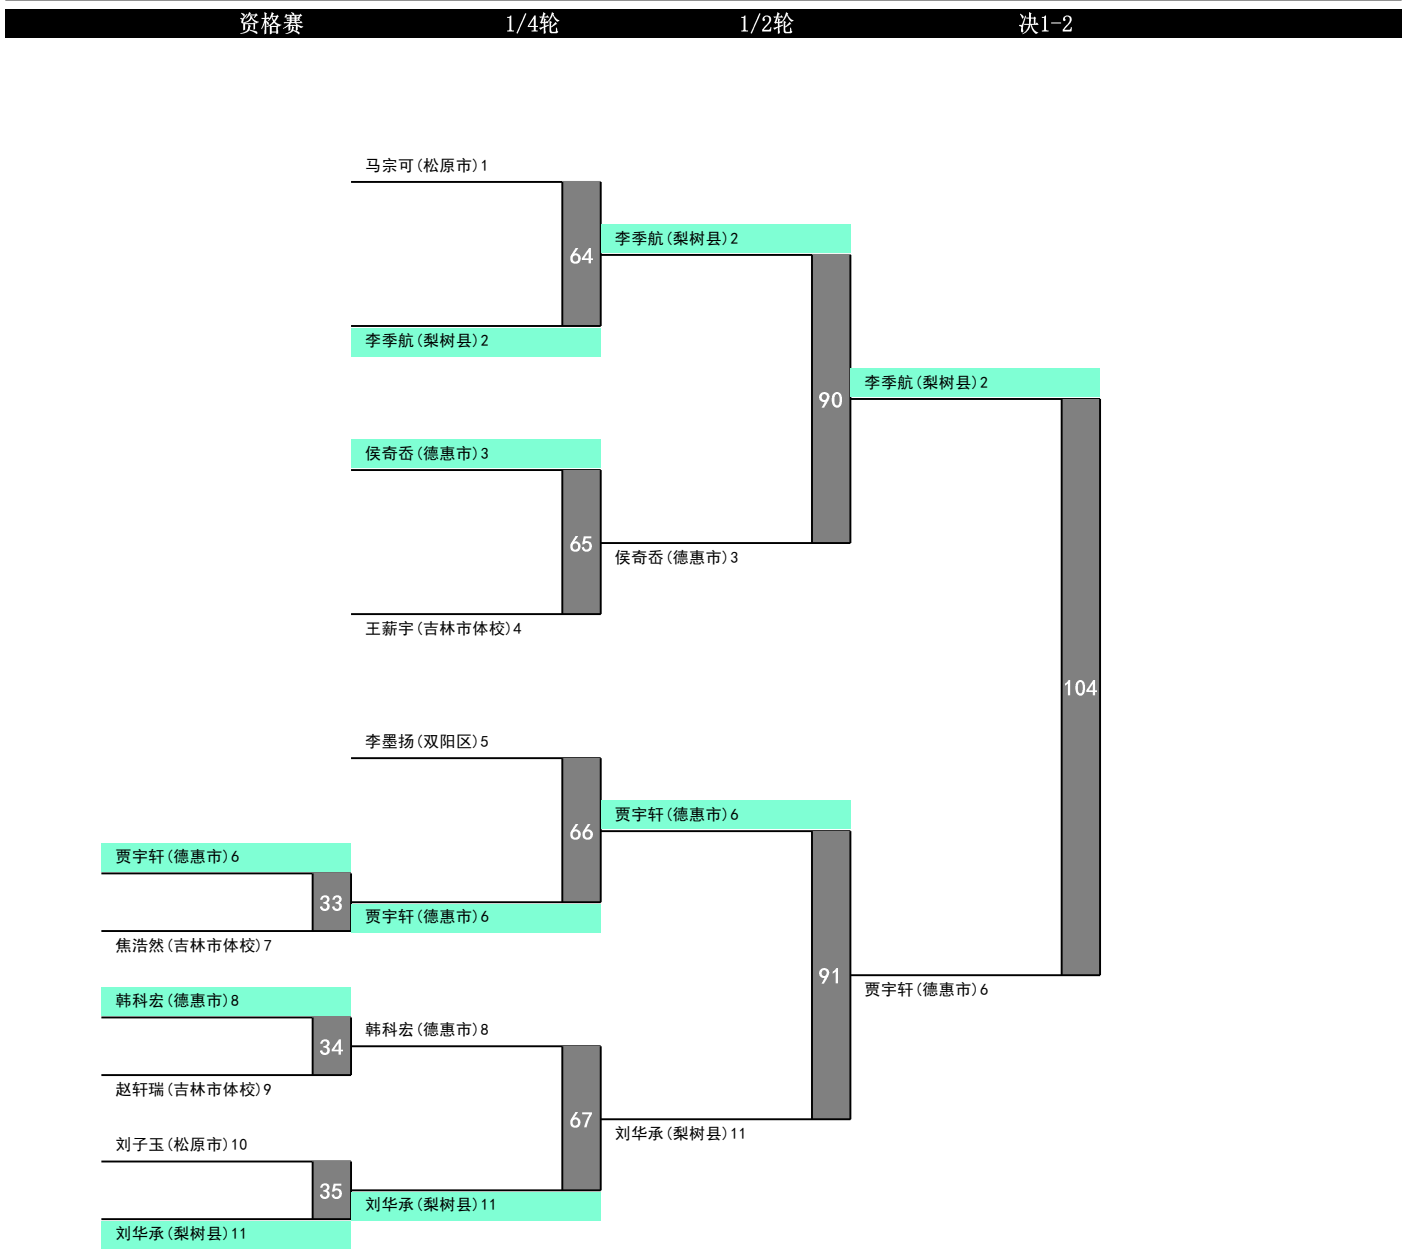 资格赛 1/4轮 1/2轮 决1-2
马宗可(松原市)1
李季航(梨树县)2
64
李季航(梨树县)2
李季航(梨树县)2
90
侯奇岙(德惠市)3
65
侯奇岙(德惠市)3
王薪宇(吉林市体校)4
104
李墨扬(双阳区)5
贾宇轩(德惠市)6
66
贾宇轩(德惠市)6
33
贾宇轩(德惠市)6
焦浩然(吉林市体校)7
91
贾宇轩(德惠市)6
韩科宏(德惠市)8
韩科宏(德惠市)8
34
赵轩瑞(吉林市体校)9
67
刘华承(梨树县)11
刘子玉(松原市)10
35
刘华承(梨树县)11
刘华承(梨树县)11